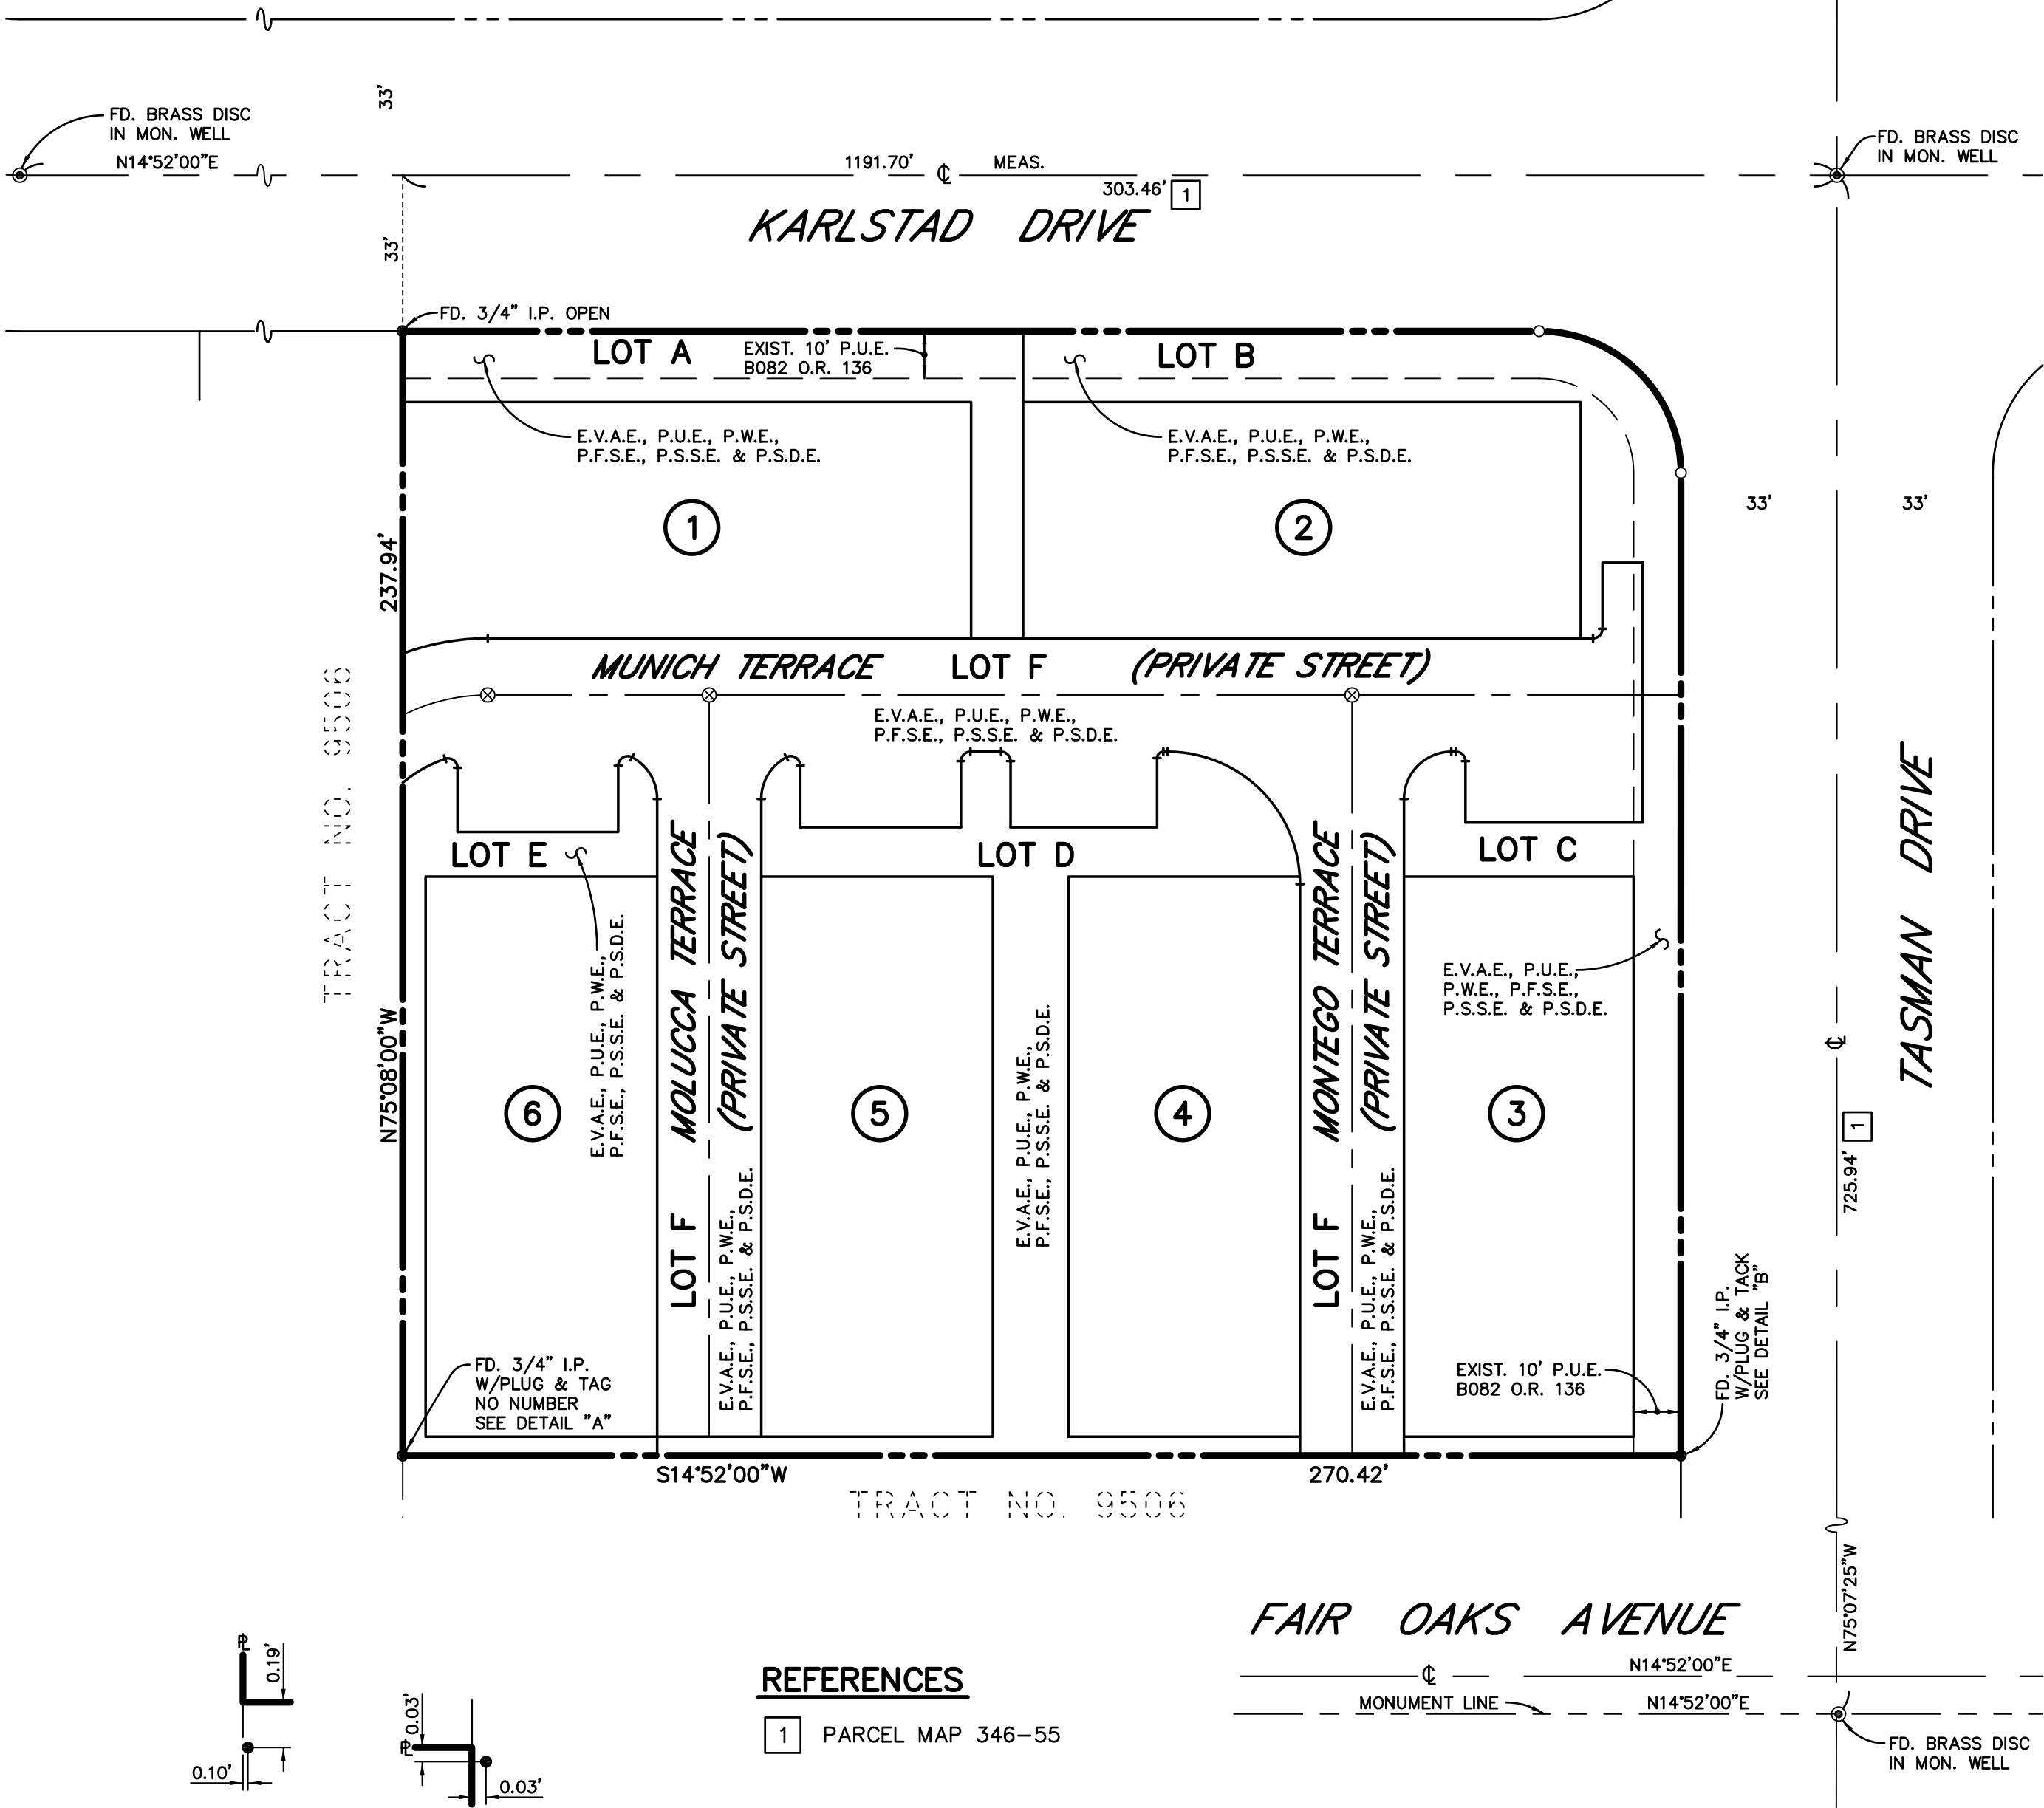 33'
FD. BRASS DISC
IN MON. WELL
N14°52'00"E
1191.70' ℄ MEAS.
303.46' 1
FD. BRASS DISC
IN MON. WELL
KARLSTAD DRIVE
33'
FD. 3/4" I.P. OPEN
LOT A
EXIST. 10' P.U.E.
B082 O.R. 136
LOT B
E.V.A.E., P.U.E., P.W.E.,
P.F.S.E., P.S.S.E. & P.S.D.E.
E.V.A.E., P.U.E., P.W.E.,
P.F.S.E., P.S.S.E. & P.S.D.E.
1
2
33'
33'
237.94'
N75°08'00"W
TRACT NO. 9506
MUNICH TERRACE LOT F (PRIVATE STREET)
E.V.A.E., P.U.E., P.W.E.,
P.F.S.E., P.S.S.E. & P.S.D.E.
LOT E
LOT D
LOT C
E.V.A.E., P.U.E., P.W.E.,
P.F.S.E., P.S.S.E. & P.S.D.E.
LOT F MOLUCCA TERRACE
(PRIVATE STREET)
E.V.A.E., P.U.E., P.W.E.,
P.F.S.E., P.S.S.E. & P.S.D.E.
E.V.A.E., P.U.E., P.W.E.,
P.F.S.E., P.S.S.E. & P.S.D.E.
LOT F MONTEGO TERRACE
(PRIVATE STREET)
E.V.A.E., P.U.E., P.W.E.,
P.F.S.E., P.S.S.E. & P.S.D.E.
E.V.A.E., P.U.E.,
P.W.E., P.F.S.E.,
P.S.S.E. & P.S.D.E.
6
5
4
3
TASMAN DRIVE
℄
725.94' 1
FD. 3/4" I.P.
W/PLUG & TAG
NO NUMBER
SEE DETAIL "A"
EXIST. 10' P.U.E.
B082 O.R. 136
FD. 3/4" I.P.
W/PLUG & TACK
SEE DETAIL "B"
S14°52'00"W
270.42'
TRACT NO. 9506
N75°07'25"W
FAIR OAKS AVENUE
℄
N14°52'00"E
MONUMENT LINE
N14°52'00"E
FD. BRASS DISC
IN MON. WELL
REFERENCES
1 PARCEL MAP 346-55
PL
0.19'
0.10'
PL
0.03'
0.03'